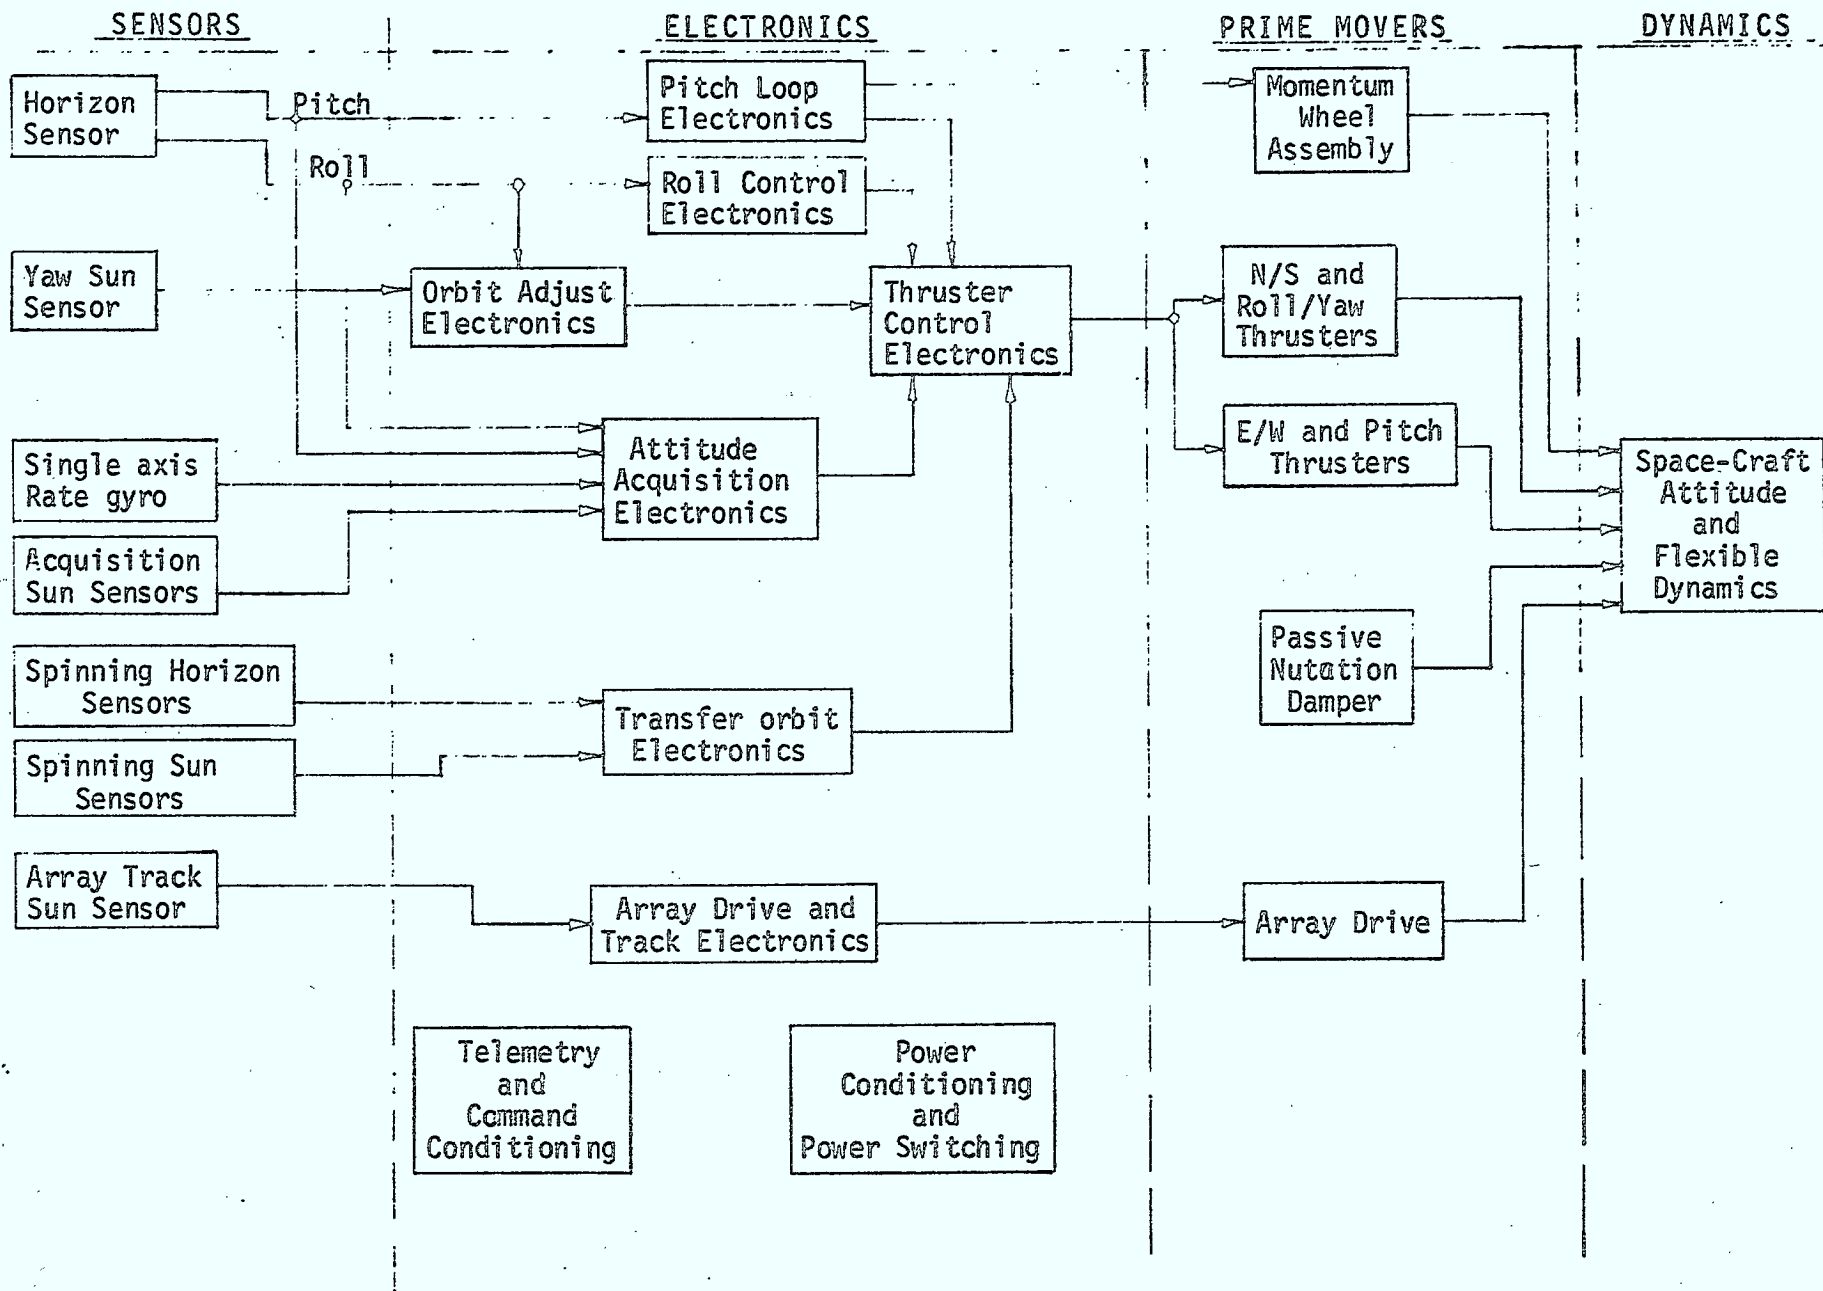 SENSORS
ELECTRONICS
PRIME MOVERS
DYNAMICS
Horizon
Sensor
Pitch
Roll
Pitch Loop
Electronics
Roll Control
Electronics
Momentum
Wheel
Assembly
Yaw Sun
Sensor
Orbit Adjust
Electronics
Thruster
Control
Electronics
N/S and
Roll/Yaw
Thrusters
E/W and Pitch
Thrusters
Single axis
Rate gyro
Attitude
Acquisition
Electronics
Space-Craft
Attitude
and
Flexible
Dynamics
Acquisition
Sun Sensors
Spinning Horizon
Sensors
Transfer orbit
Electronics
Passive
Nutation
Damper
Spinning Sun
Sensors
Array Track
Sun Sensor
Array Drive and
Track Electronics
Array Drive
Telemetry
and
Command
Conditioning
Power
Conditioning
and
Power Switching